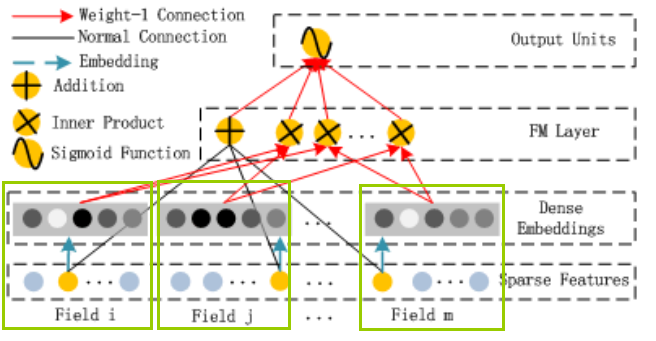 Weight-1 Connection
Normal Connection
Embedding
Addition
Inner Product
Sigmoid Function
Output Units
...
FM Layer
...
Dense
Embeddings
... ... ... ...
Sparse Features
Field i
Field j
...
Field m